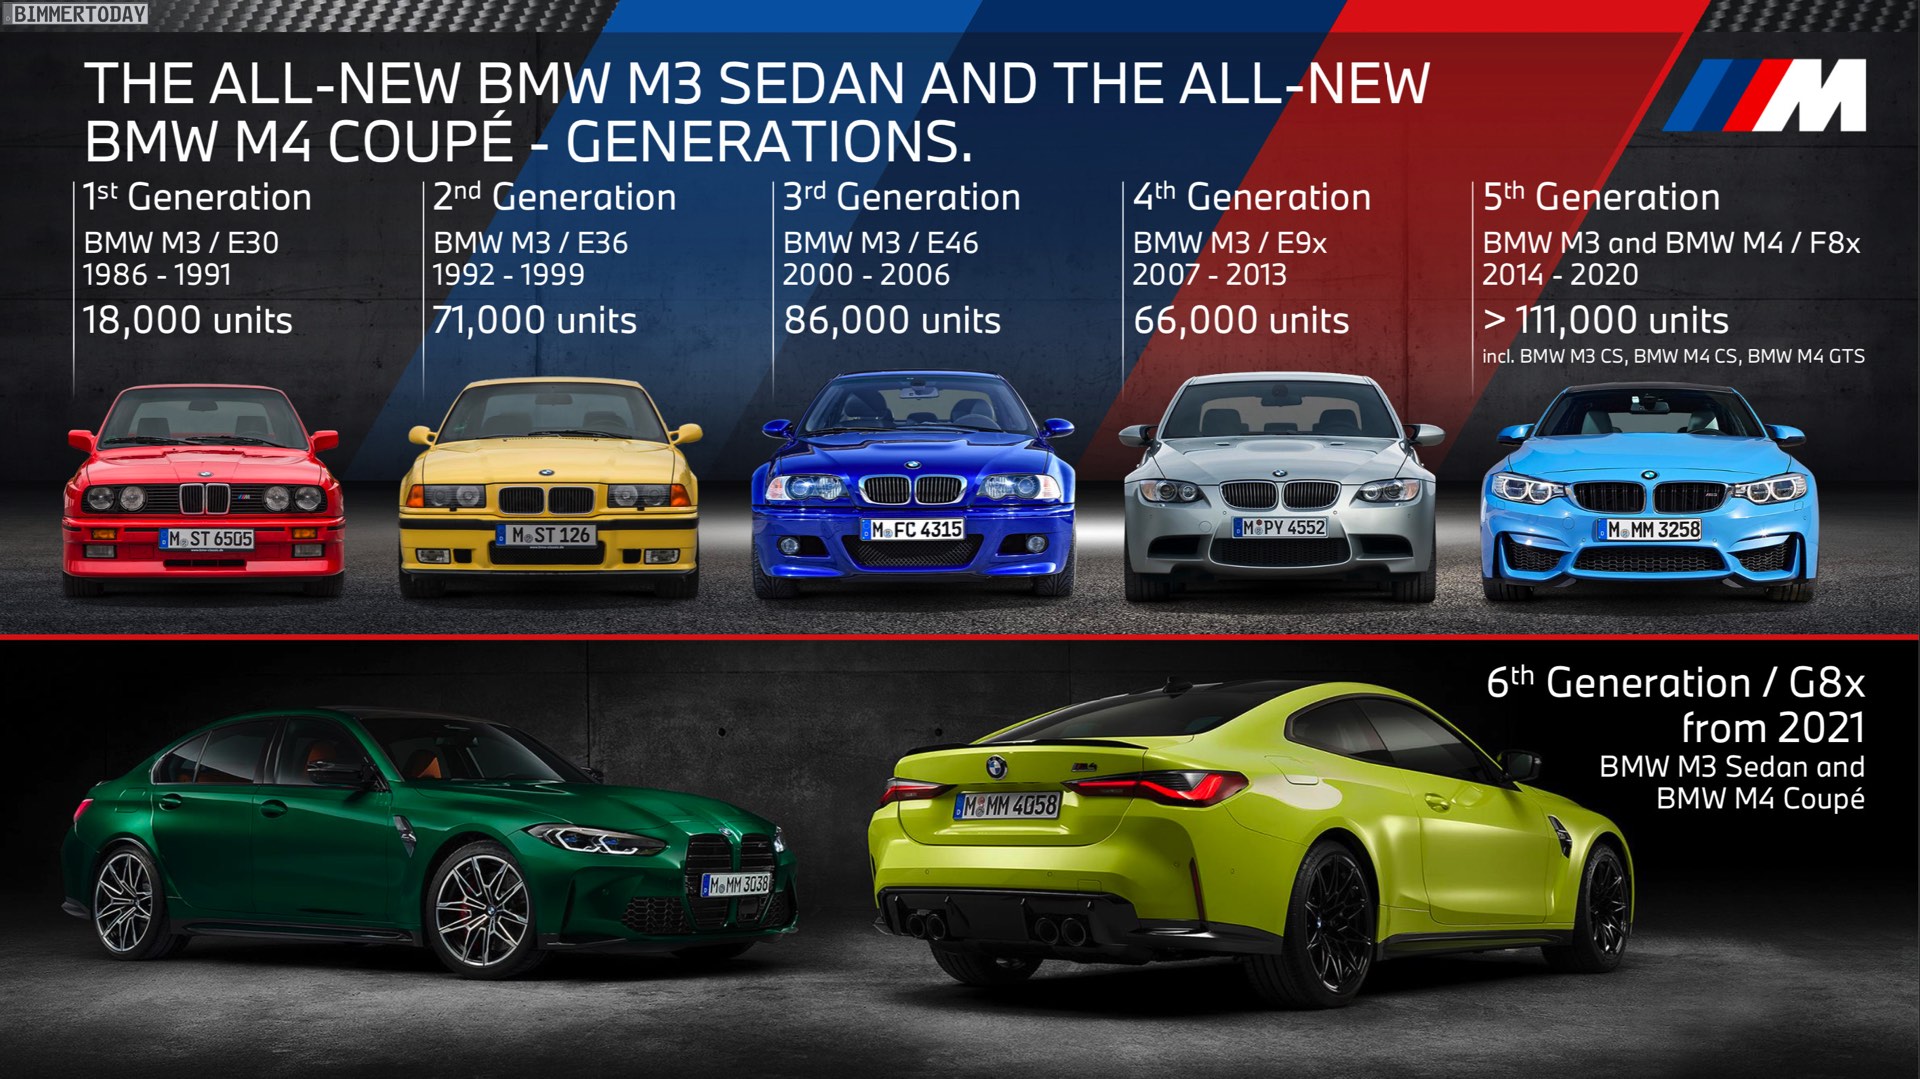 BIMMERTODAY
THE ALL-NEW BMW M3 SEDAN AND THE ALL-NEW
BMW M4 COUPÉ - GENERATIONS.
M
1st Generation
BMW M3 / E30
1986 - 1991
18,000 units
2nd Generation
BMW M3 / E36
1992 - 1999
71,000 units
3rd Generation
BMW M3 / E46
2000 - 2006
86,000 units
4th Generation
BMW M3 / E9x
2007 - 2013
66,000 units
5th Generation
BMW M3 and BMW M4 / F8x
2014 - 2020
> 111,000 units
incl. BMW M3 CS, BMW M4 CS, BMW M4 GTS
M ST 6505
M ST 126
M FC 4315
M PY 4552
M MM 3258
6th Generation / G8x
from 2021
BMW M3 Sedan and
BMW M4 Coupé
M4
M MM 4058
M MM 3038